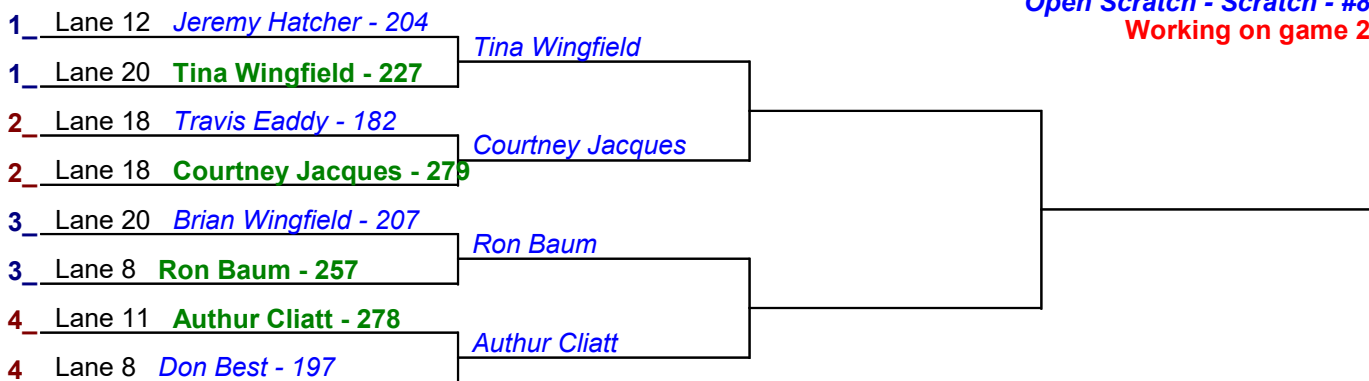 Open Scratch - Scratch - #8
Working on game 2
1_ Lane 12 Jeremy Hatcher - 204
Tina Wingfield
1_ Lane 20 Tina Wingfield - 227
2_ Lane 18 Travis Eaddy - 182
Courtney Jacques
2_ Lane 18 Courtney Jacques - 279
3_ Lane 20 Brian Wingfield - 207
Ron Baum
3_ Lane 8 Ron Baum - 257
4_ Lane 11 Authur Cliatt - 278
Authur Cliatt
4 Lane 8 Don Best - 197